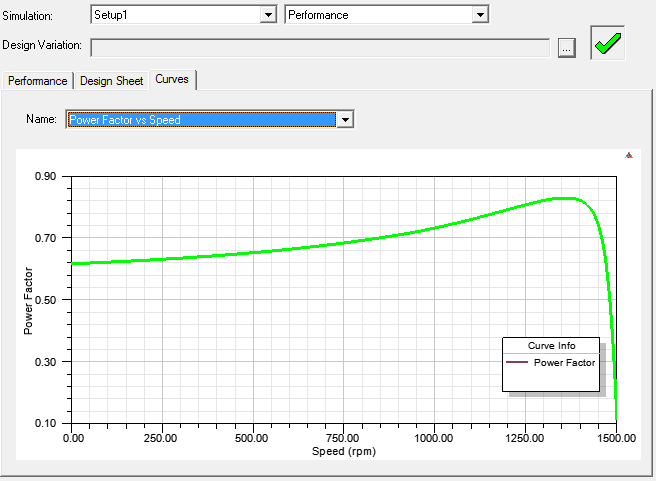 Simulation: Setup1 Performance
Design Variation: ...
Performance Design Sheet Curves
Name: Power Factor vs Speed
0.90
0.70
0.50
0.30
0.10
Power Factor
Curve Info
Power Factor
0.00 250.00 500.00 750.00 1000.00 1250.00 1500.00
Speed (rpm)